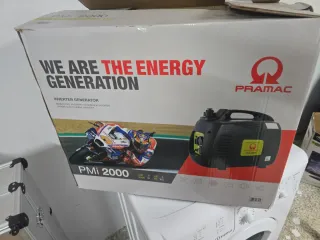 WE ARE THE ENERGY
GENERATION
PRAMAC
INVERTER GENERATOR
PMi 2000